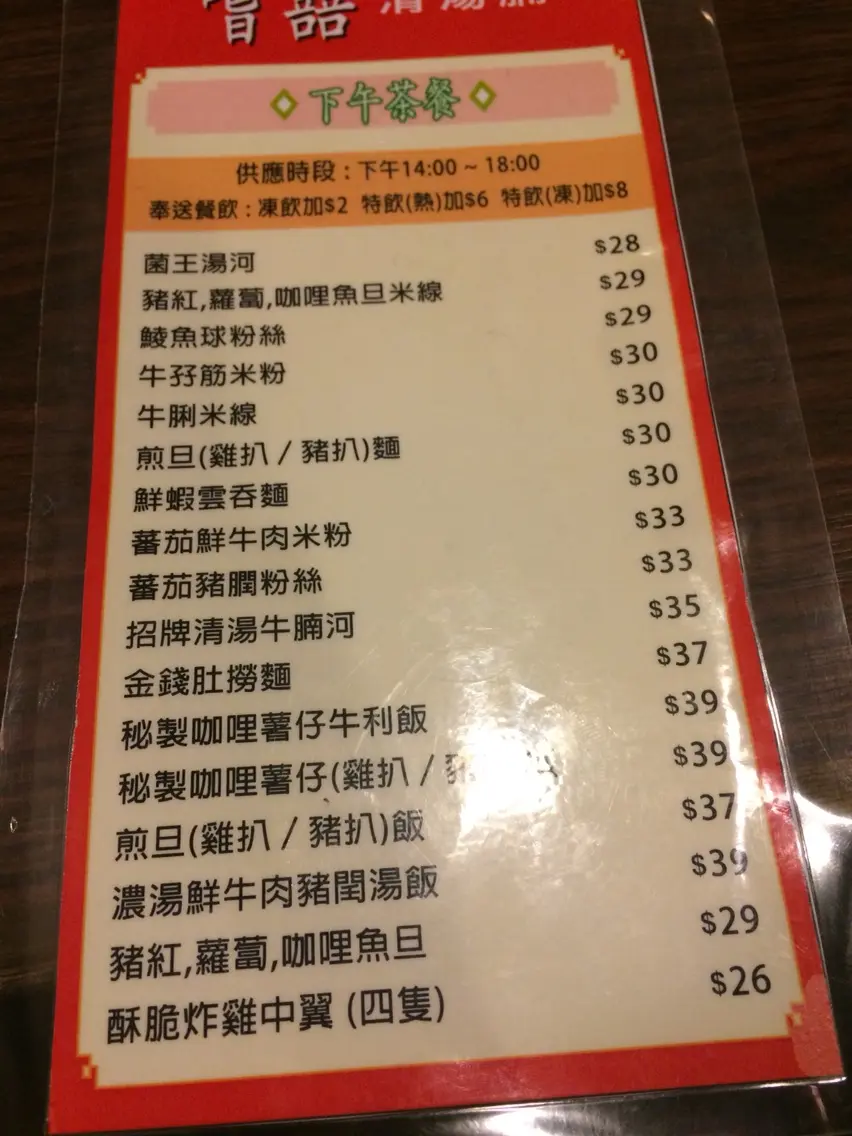 嚐囍 清湯腩
下午茶餐
供應時段：下午14:00 ~ 18:00
奉送餐飲：凍飲加$2 特飲(熱)加$6 特飲(凍)加$8
菌王湯河 $28
豬紅,蘿蔔,咖哩魚旦米線 $29
鯪魚球粉絲 $29
牛孖筋米粉 $30
牛脷米線 $30
煎旦(雞扒 / 豬扒)麵 $30
鮮蝦雲吞麵 $30
蕃茄鮮牛肉米粉 $33
蕃茄豬膶粉絲 $33
招牌清湯牛腩河 $35
金錢肚撈麵 $37
秘製咖哩薯仔牛利飯 $39
秘製咖哩薯仔(雞扒 / $39
煎旦(雞扒 / 豬扒)飯 $37
濃湯鮮牛肉豬閏湯飯 $39
豬紅,蘿蔔,咖哩魚旦 $29
酥脆炸雞中翼 (四隻) $26